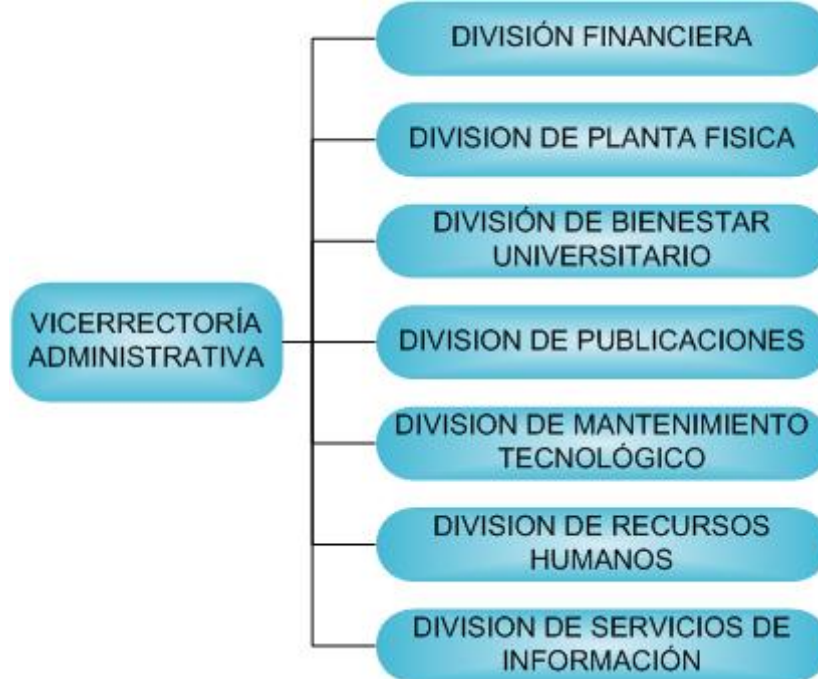 DIVISIÓN FINANCIERA
DIVISION DE PLANTA FISICA
DIVISIÓN DE BIENESTAR
UNIVERSITARIO
VICERRECTORÍA
ADMINISTRATIVA
DIVISION DE PUBLICACIONES
DIVISION DE MANTENIMIENTO
TECNOLÓGICO
DIVISION DE RECURSOS
HUMANOS
DIVISION DE SERVICIOS DE
INFORMACIÓN